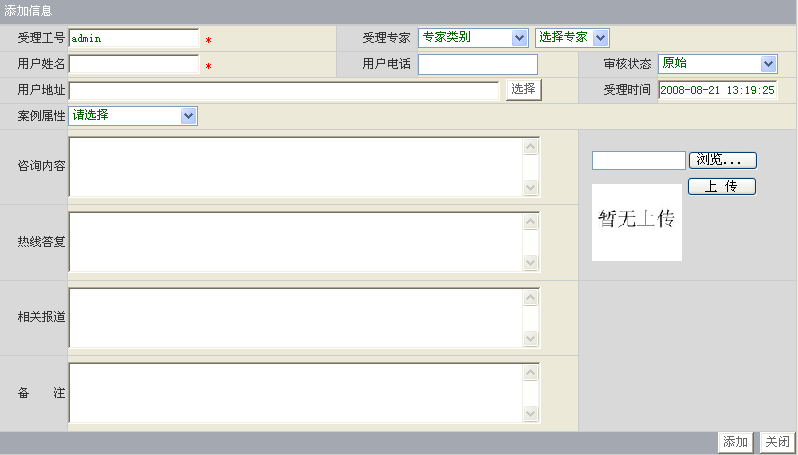 添加信息
受理工号 admin * 受理专家 专家类别 选择专家
用户姓名 * 用户电话 审核状态 原始
用户地址 选择 受理时间 2008-08-21 13:19:25
案例属性 请选择
咨询内容 浏览...
上 传
暂无上传
热线答复
相关报道
备 注
添加 关闭